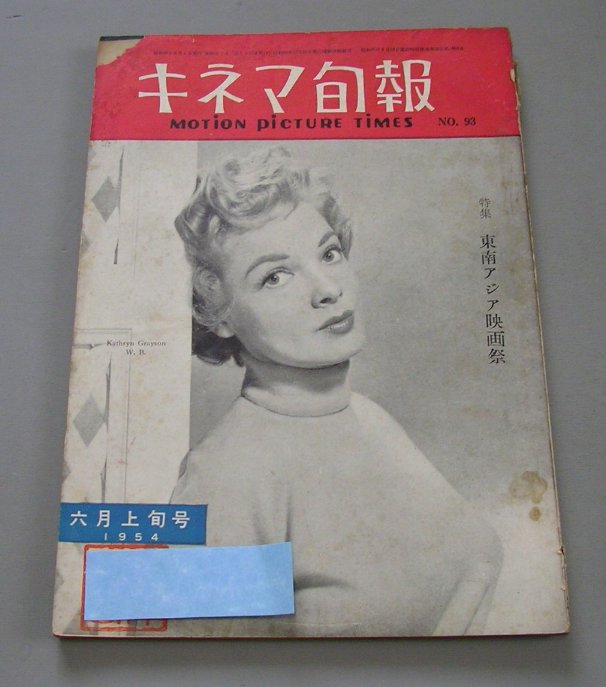 キネマ旬報
MOTiON PiCTURE TiMES NO. 93
特集 東南アジア映画祭
Kathryn Grayson
W. B.
六月上旬号
1954